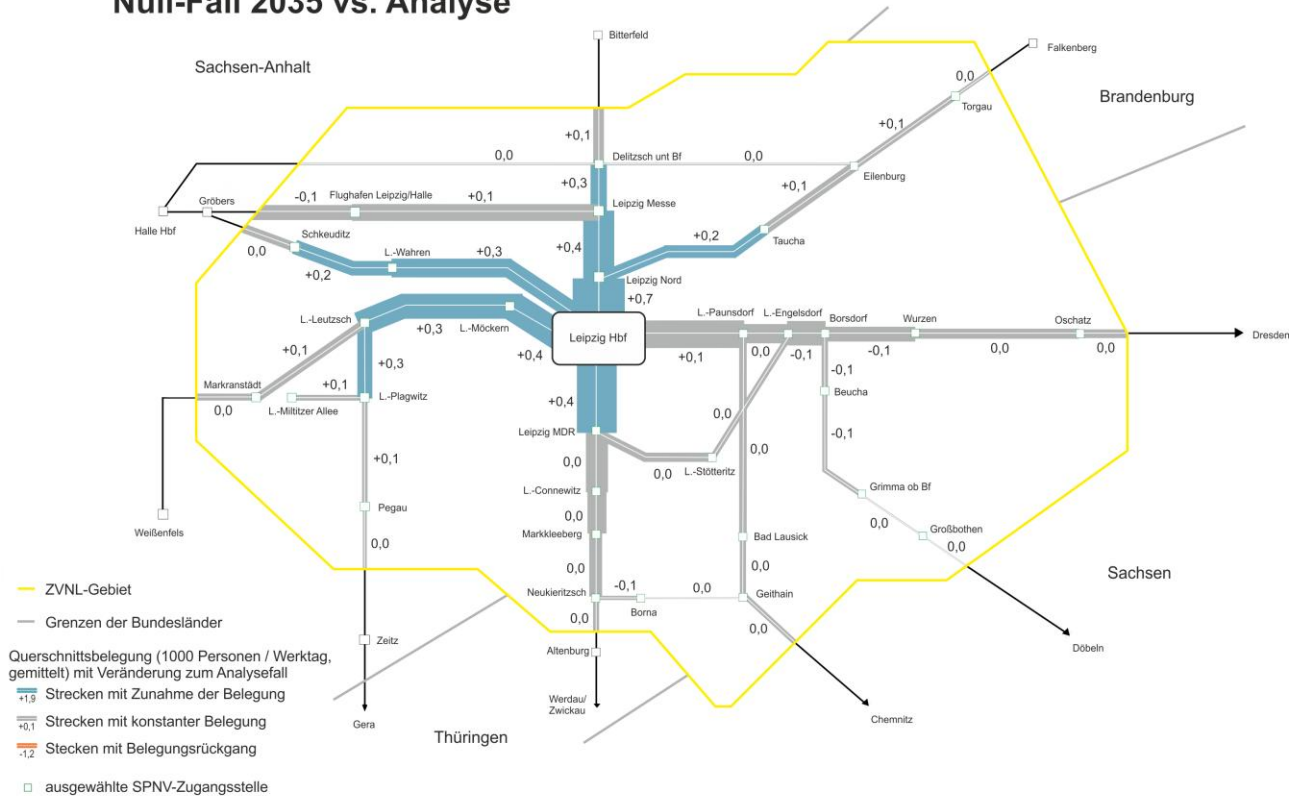 Null-Fall 2035 vs. Analyse
Bitterfeld
Falkenberg
Sachsen-Anhalt
0,0
Torgau
Brandenburg
+0,1
+0,1
0,0
Delitzsch unt Bf
0,0
Eilenburg
+0,3
+0,1
-0,1
Flughafen Leipzig/Halle
+0,1
Leipzig Messe
Gröbers
Halle Hbf
Schkeuditz
0,0
L.-Wahren
+0,3
+0,4
+0,2
Taucha
+0,2
Leipzig Nord
+0,7
L.-Leutzsch
+0,3
L.-Möckern
+0,4
Leipzig Hbf
L.-Paunsdorf
L.-Engelsdorf
Borsdorf
Wurzen
Oschatz
Dresden
+0,1
0,0
-0,1
-0,1
0,0
0,0
+0,1
+0,3
-0,1
Markranstädt
+0,1
Beucha
0,0
L.-Miltitzer Allee
L.-Plagwitz
+0,4
0,0
Leipzig MDR
-0,1
+0,1
0,0
0,0
L.-Stötteritz
0,0
L.-Connewitz
Grimma ob Bf
Pegau
0,0
0,0
Weißenfels
Markkleeberg
Bad Lausick
Großbothen
0,0
0,0
0,0
0,0
ZVNL-Gebiet
Neukieritzsch
-0,1
0,0
Geithain
Sachsen
Borna
Grenzen der Bundesländer
0,0
0,0
Zeitz
Döbeln
Altenburg
Querschnittsbelegung (1000 Personen / Werktag,
gemittelt) mit Veränderung zum Analysefall
+1,9
Strecken mit Zunahme der Belegung
+0,1
Strecken mit konstanter Belegung
-1,2
Stecken mit Belegungsrückgang
ausgewählte SPNV-Zugangsstelle
Gera
Thüringen
Werdau/
Zwickau
Chemnitz